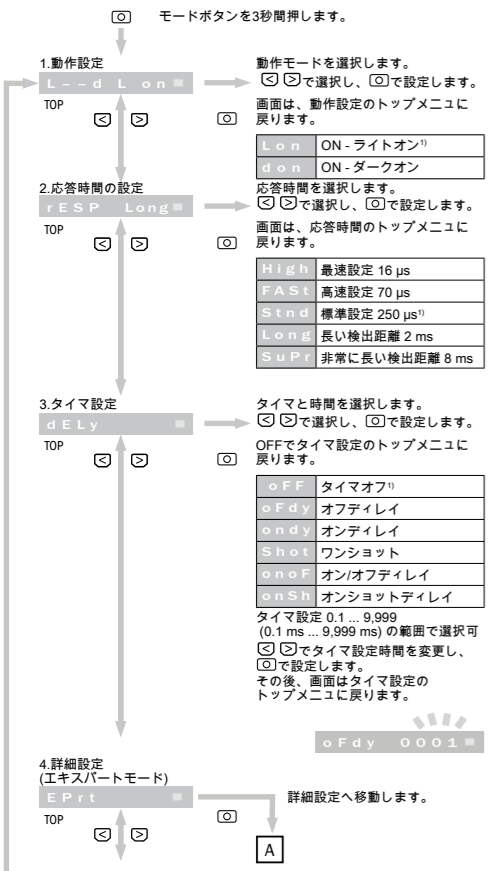 モードボタンを3秒間押します。
1.動作設定
L--d L on
TOP
動作モードを選択します。
で選択し、で設定します。
画面は、動作設定のトップメニューに
戻ります。
Lon ON - ライトオン¹⁾
don ON - ダークオン
2.応答時間の設定
rESP Long
TOP
応答時間を選択します。
で選択し、で設定します。
画面は、応答時間のトップメニューに
戻ります。
High 最速設定 16 µs
FASt 高速設定 70 µs
Stnd 標準設定 250 µs¹⁾
Long 長い検出距離 2 ms
SuPr 非常に長い検出距離 8 ms
3.タイマ設定
dELy
TOP
タイマと時間を選択します。
で選択し、で設定します。
OFFでタイマ設定のトップメニューに
戻ります。
oFF タイマオフ¹⁾
oFdy オフディレイ
ondy オンディレイ
Shot ワンショット
onoF オン/オフディレイ
onSh オンショットディレイ
タイマ設定 0.1 ... 9,999
(0.1 ms ... 9,999 ms) の範囲で選択可
でタイマ設定時間を変更し、
で設定します。
その後、画面はタイマ設定の
トップメニューに戻ります。
oFdy 0001
4.詳細設定
(エキスパートモード)
EPrt
TOP
詳細設定へ移動します。
A